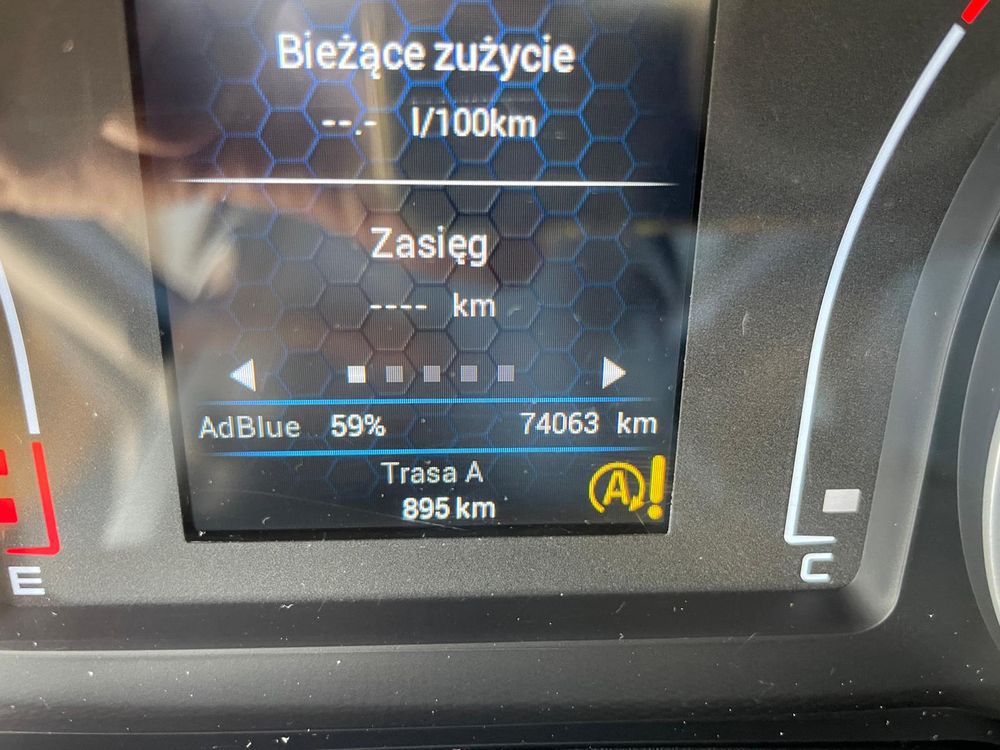 Bieżące zużycie
--.- l/100km
Zasięg
---- km
AdBlue 59% 74063 km
Trasa A
895 km
A!
E
C